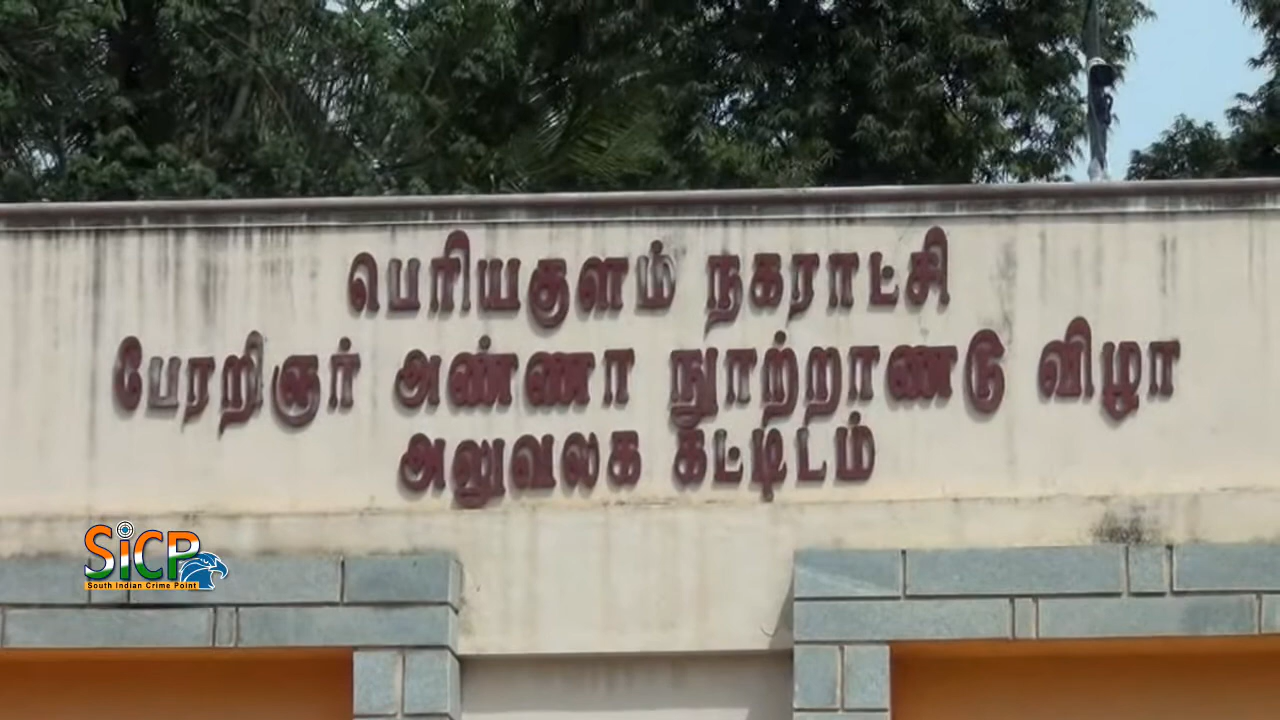 பெரியகுளம் நகராட்சி
பேரறிஞர் அண்ணா நூற்றாண்டு விழா
அலுவலக கட்டிடம்
SiCP
South Indian Crime Point